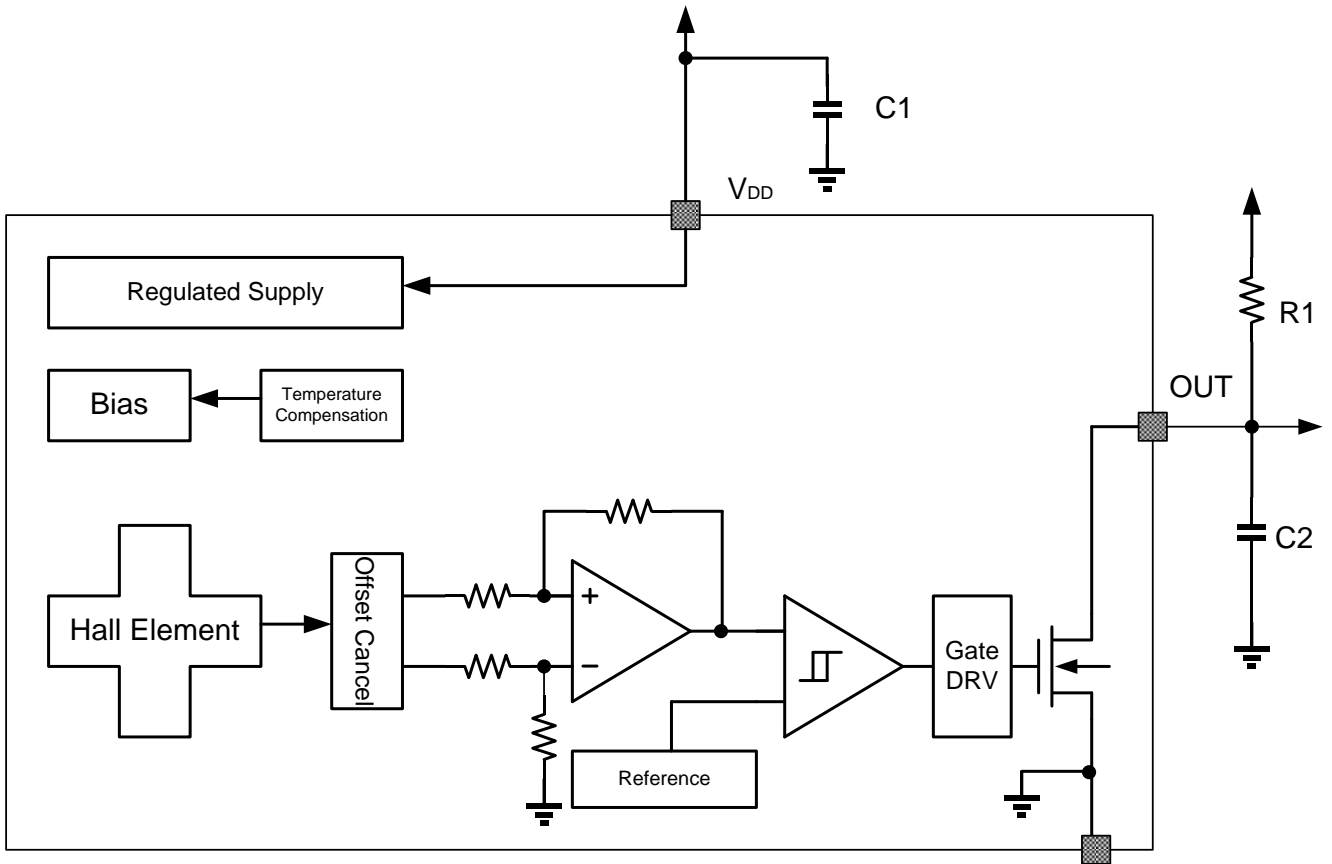 C1
VDD
Regulated Supply
R1
Bias
Temperature
Compensation
OUT
C2
Hall Element
Offset Cancel
+
−
Gate
DRV
Reference